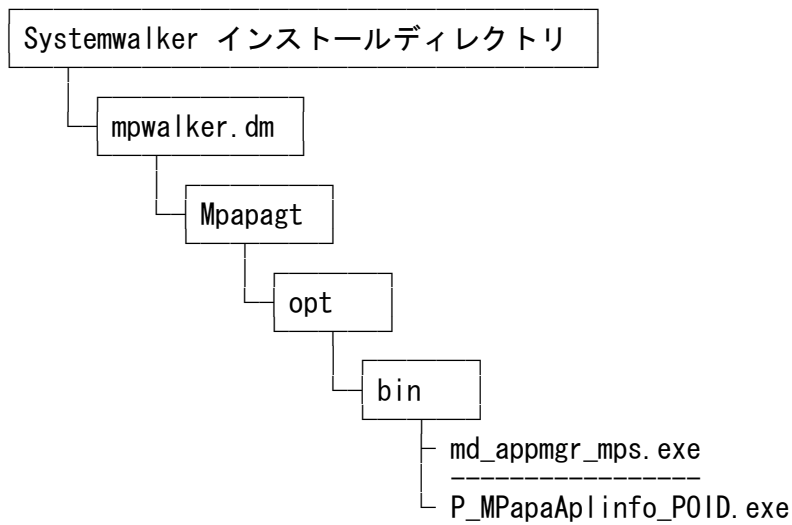 Systemwalker インストールディレクトリ
mpwalker.dm
Mpapagt
opt
bin
md_appmgr_mps.exe
P_MPapaAplinfo_POID.exe